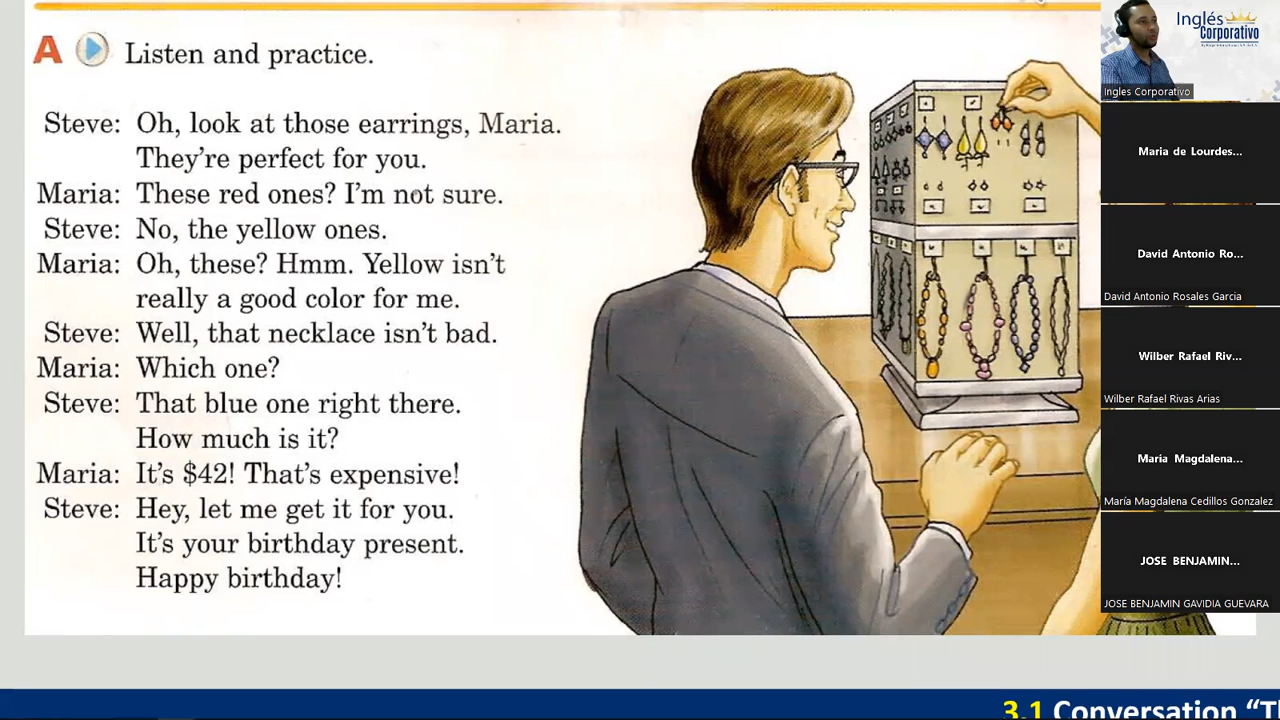 A Listen and practice.
Steve: Oh, look at those earrings, Maria.
They're perfect for you.
Maria: These red ones? I'm not sure.
Steve: No, the yellow ones.
Maria: Oh, these? Hmm. Yellow isn't
really a good color for me.
Steve: Well, that necklace isn't bad.
Maria: Which one?
Steve: That blue one right there.
How much is it?
Maria: It's $42! That's expensive!
Steve: Hey, let me get it for you.
It's your birthday present.
Happy birthday!
Inglés
Corporativo
Ingles Corporativo
Maria de Lourdes...
David Antonio Ro...
David Antonio Rosales Garcia
Wilber Rafael Riv...
Wilber Rafael Rivas Arias
Maria Magdalena...
María Magdalena Cedillos Gonzalez
JOSE BENJAMIN...
JOSE BENJAMIN GAVIDIA GUEVARA
3.1 Conversation